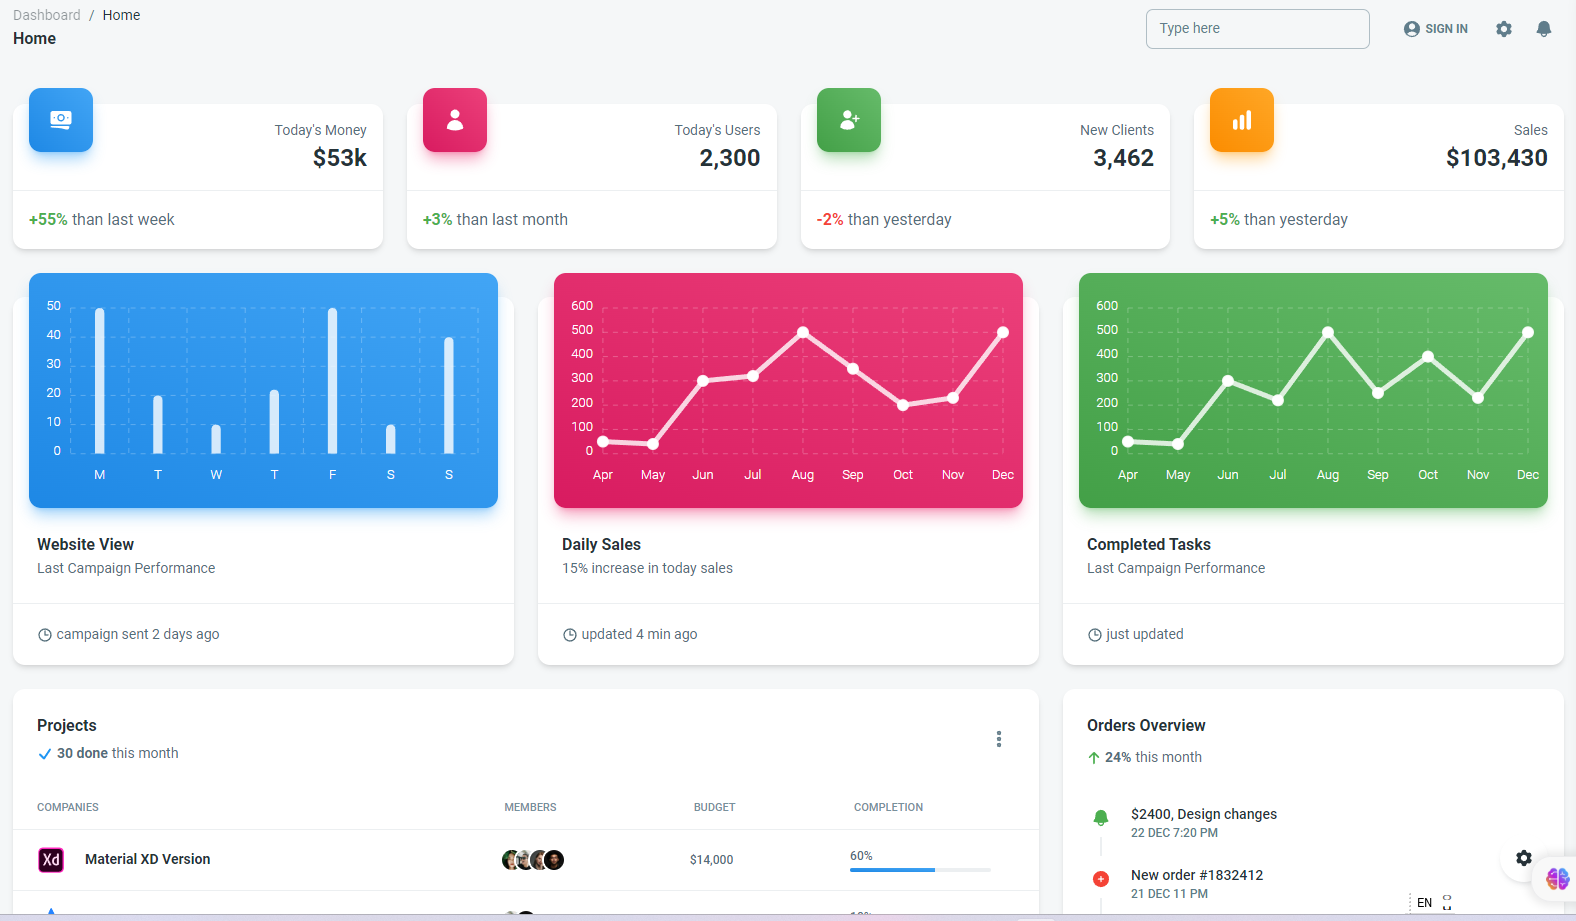 Dashboard / Home
Home
Type here
SIGN IN
Today's Money
$53k
+55% than last week
Today's Users
2,300
+3% than last month
New Clients
3,462
-2% than yesterday
Sales
$103,430
+5% than yesterday
50
40
30
20
10
0
M T W T F S S
Website View
Last Campaign Performance
campaign sent 2 days ago
600
500
400
300
200
100
0
Apr May Jun Jul Aug Sep Oct Nov Dec
Daily Sales
15% increase in today sales
updated 4 min ago
600
500
400
300
200
100
0
Apr May Jun Jul Aug Sep Oct Nov Dec
Completed Tasks
Last Campaign Performance
just updated
Projects
30 done this month
COMPANIES MEMBERS BUDGET COMPLETION
Xd Material XD Version $14,000 60%
Orders Overview
24% this month
$2400, Design changes
22 DEC 7:20 PM
New order #1832412
21 DEC 11 PM
EN